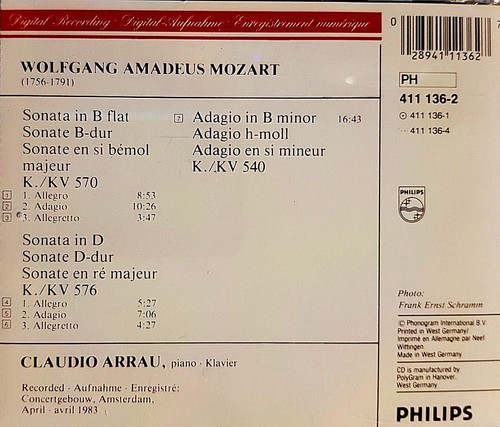 Digital Recording · Digital-Aufnahme · Enregistrement numérique
WOLFGANG AMADEUS MOZART
(1756-1791)
Sonata in B flat
Sonate B-dur
Sonate en si bémol
majeur
K./KV 570
1 1. Allegro 8:53
2 2. Adagio 10:26
3 3. Allegretto 3:47
Sonata in D
Sonate D-dur
Sonate en ré majeur
K./KV 576
4 1. Allegro 5:27
5 2. Adagio 7:06
6 3. Allegretto 4:27
7 Adagio in B minor 16:43
Adagio h-moll
Adagio en si mineur
K./KV 540
CLAUDIO ARRAU, piano · Klavier
Recorded · Aufnahme · Enregistré:
Concertgebouw, Amsterdam,
April · avril 1983
0 28941 11362 7
PH
411 136-2
411 136-1
411 136-4
PHILIPS
Photo:
Frank Ernst Schramm
© Phonogram International B.V.
Printed in West Germany/
Imprimé en Allemagne par Neef
Wittingen.
Made in West Germany
CD is manufactured by
PolyGram in Hanover,
West Germany.
PHILIPS